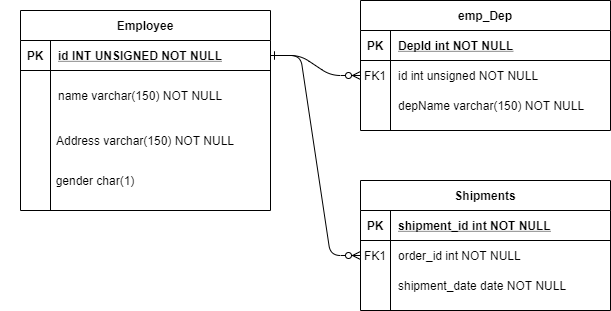 Employee
PK id INT UNSIGNED NOT NULL
name varchar(150) NOT NULL
Address varchar(150) NOT NULL
gender char(1)
emp_Dep
PK DepId int NOT NULL
FK1 id int unsigned NOT NULL
depName varchar(150) NOT NULL
Shipments
PK shipment_id int NOT NULL
FK1 order_id int NOT NULL
shipment_date date NOT NULL